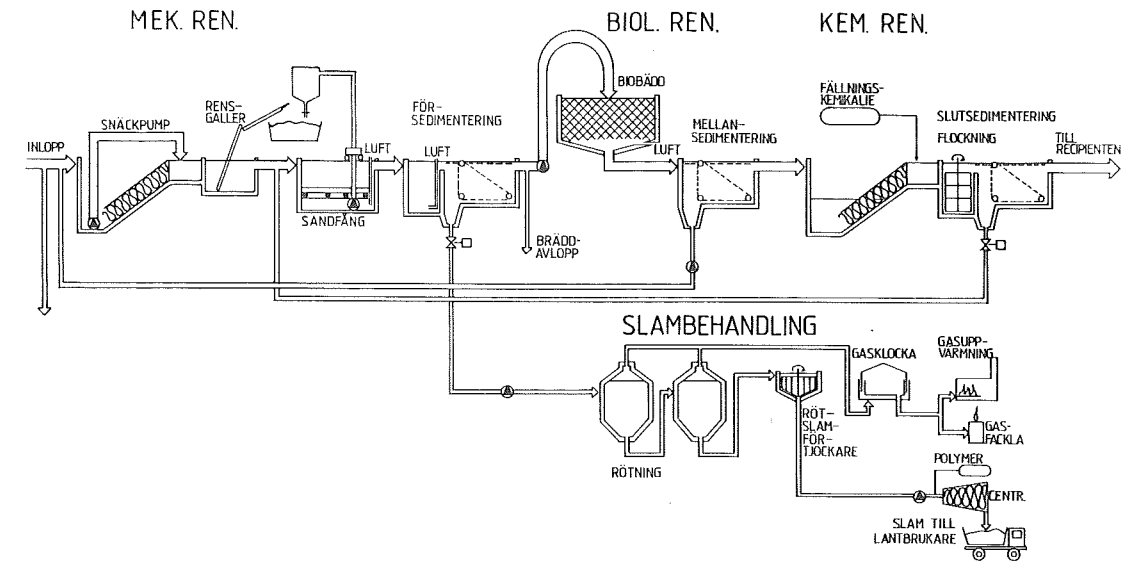 MEK. REN.
BIOL. REN.
KEM. REN.
INLOPP
SNÄCKPUMP
RENS-
GALLER
LUFT
SANDFÅNG
FÖR-
SEDIMENTERING
LUFT
BRÄDD-
AVLOPP
BIOBÄDD
LUFT
MELLAN-
SEDIMENTERING
FÄLLNINGS-
KEMIKALIE
SLUTSEDIMENTERING
FLOCKNING
TILL
RECIPIENTEN
SLAMBEHANDLING
RÖTNING
RÖT-
SLAM-
FÖR-
TJOCKARE
GASKLOCKA
GASUPP-
VÄRMNING
GAS-
FACKLA
POLYMER
CENTR.
SLAM TILL
LANTBRUKARE